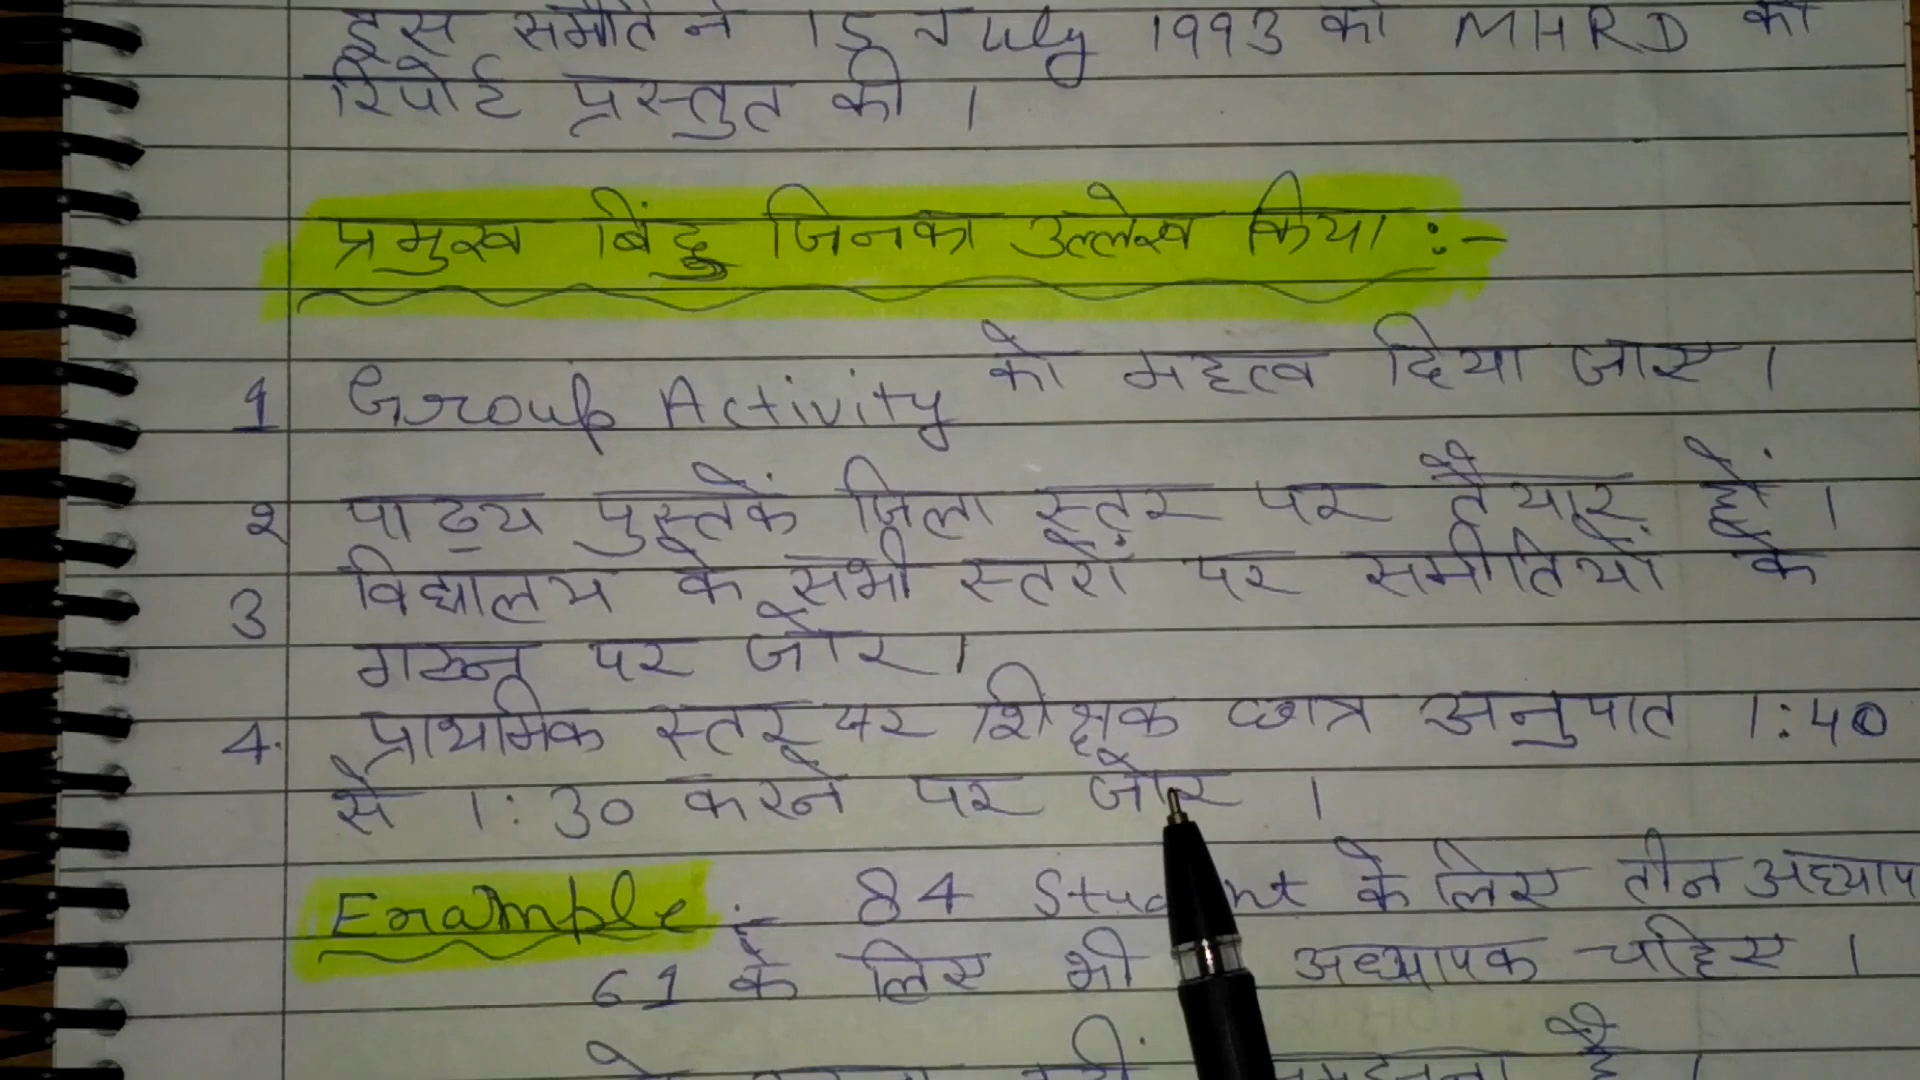 इस समिति ने 15 July 1993 को MHRD को
रिपोर्ट प्रस्तुत की ।
प्रमुख बिंदु जिनका उल्लेख किया :-
1 Group Activity को महत्व दिया जाए ।
2 पाठ्य पुस्तकें जिला स्तर पर तैयार हों ।
3 विद्यालय के सभी स्तरों पर समितियों के
गठन पर जोर ।
4. प्राथमिक स्तर पर शिक्षक छात्र अनुपात 1:40
से 1:30 करने पर जोर ।
Example :- 84 Student के लिए तीन अध्याप
61 के लिए भी अध्यापक चाहिए ।
है ।